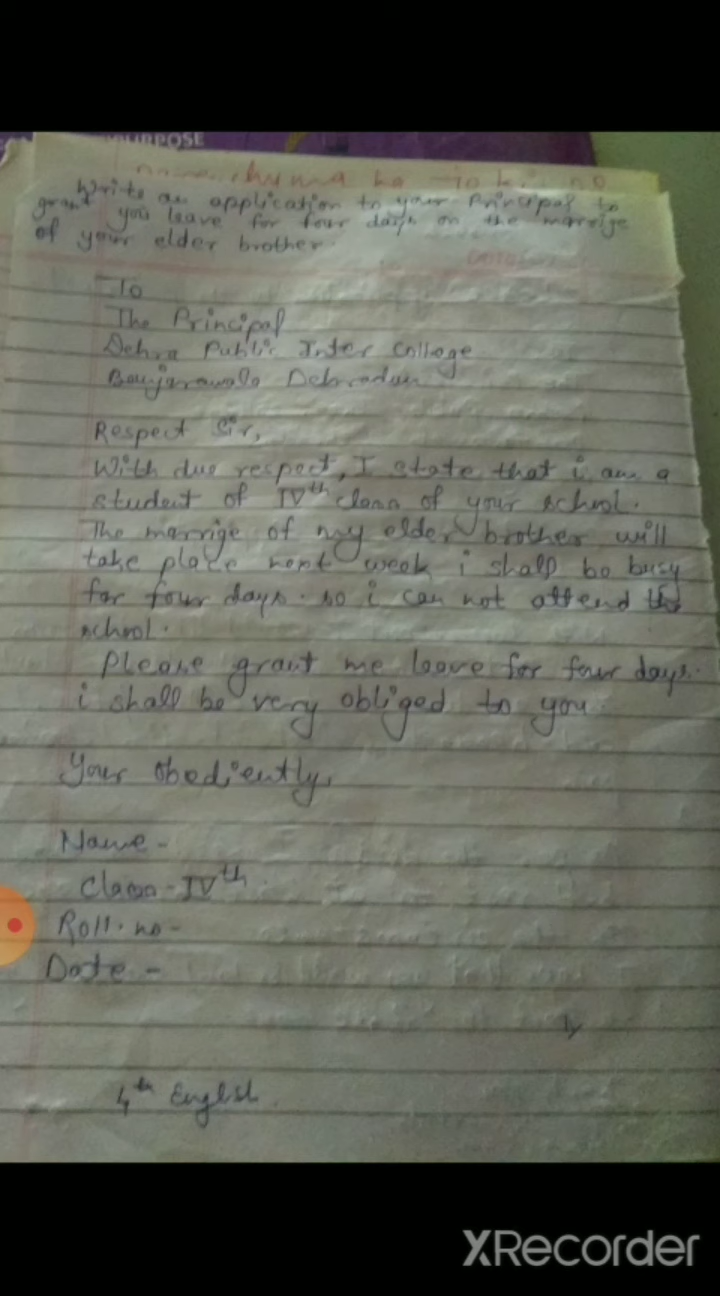 PURPOSE
Write an application to your Principal to
grant you leave for four days on the marrige
of your elder brother.
To
The Principal
Dehra Public Inter College
Banjarawala Dehradun
Respect Sir,
With due respect, I state that i am a
student of IVth class of your school.
The marrige of my elder brother will
take place next week i shall be busy
for four days. so i can not attend the
school.
Please grant me leave for four days.
i shall be very obliged to you.
Your obediently,
Name -
Class - IVth
Roll. no -
Date -
4th English
XRecorder